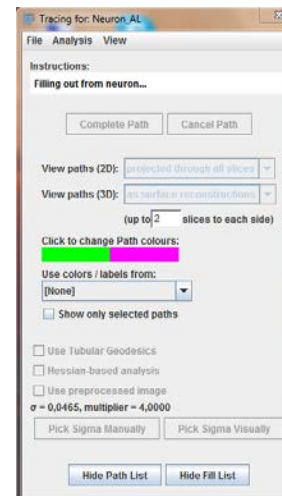 Tracing for: Neuron_AL
File Analysis View
Instructions:
Filling out from neuron...
Complete Path Cancel Path
View paths (2D): projected through all slices
View paths (3D): as surface reconstructions
(up to 2 slices to each side)
Click to change Path colours:
Use colors / labels from:
[None]
Show only selected paths
Use Tubular Geodesics
Hessian-based analysis
Use preprocessed image
σ = 0,0465, multiplier = 4,0000
Pick Sigma Manually Pick Sigma Visually
Hide Path List Hide Fill List